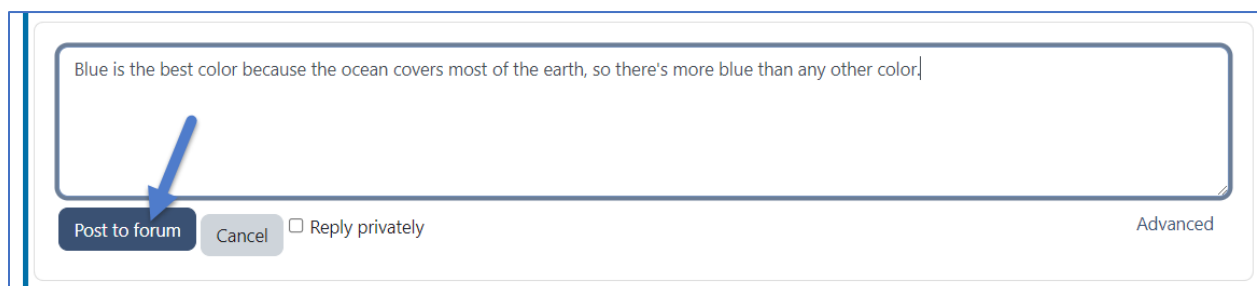 Blue is the best color because the ocean covers most of the earth, so there's more blue than any other color.
Post to forum Cancel Reply privately Advanced